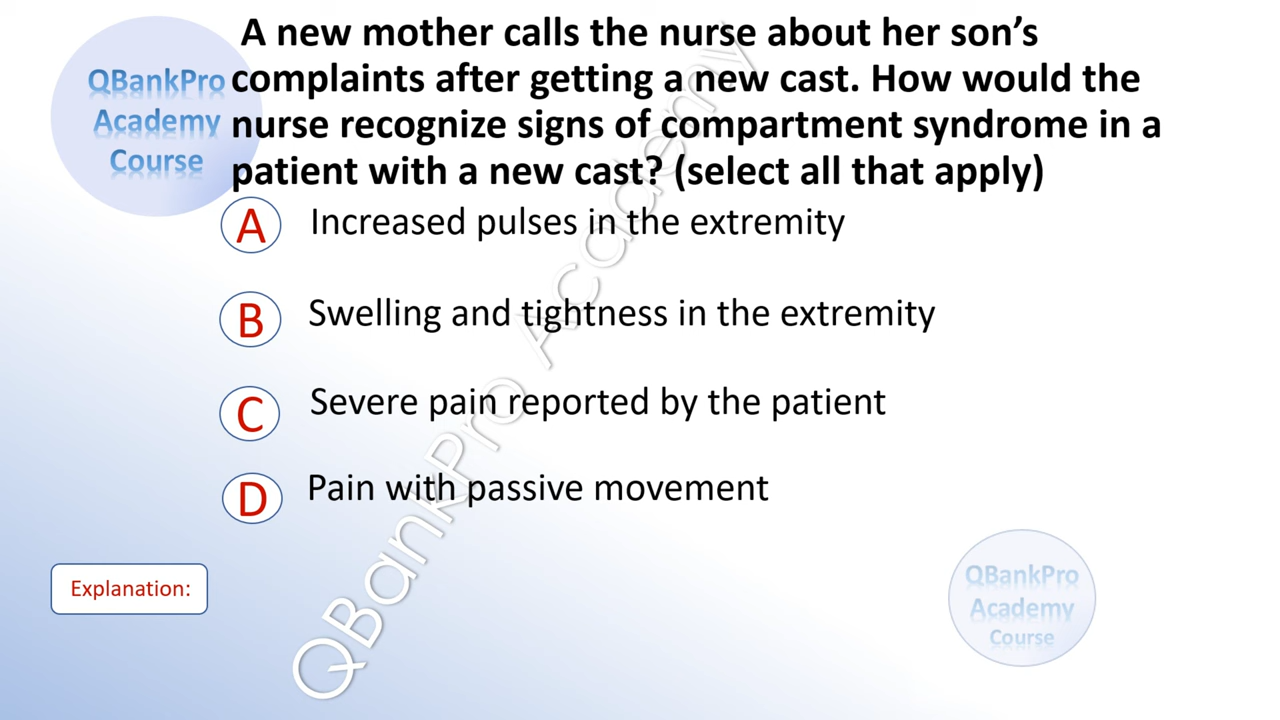 A new mother calls the nurse about her son’s
complaints after getting a new cast. How would the
nurse recognize signs of compartment syndrome in a
patient with a new cast? (select all that apply)
QBankPro
Academy
Course
A Increased pulses in the extremity
B Swelling and tightness in the extremity
C Severe pain reported by the patient
D Pain with passive movement
QBankPro Academy
Explanation:
QBankPro
Academy
Course